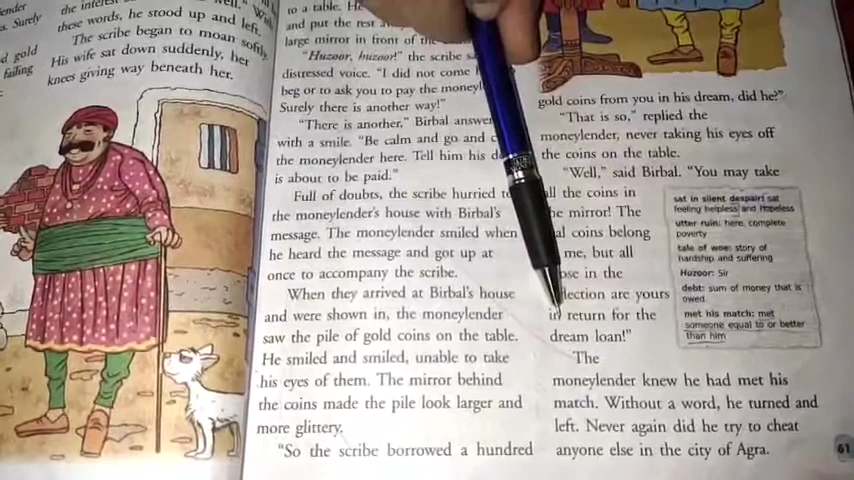 ender
Surely
gold
failing
the interest
well," With
these words, he stood up and left.
The scribe began to moan softly.
His wife sat down suddenly, her
knees giving way beneath her.
to a table. He
and put the rest
large mirror in front of the
"Huzoor, huzoor!" the scribe
distressed voice. "I did not come
beg or to ask you to pay the money
Surely there is another way!"
"There is another," Birbal
with a smile. "Be calm and go and
the moneylender here. Tell him his
is about to be paid."
Full of doubts, the scribe hurried
the moneylender's house with Birbal's
message. The moneylender smiled when
he heard the message and got up at
once to accompany the scribe.
When they arrived at Birbal's house
and were shown in, the moneylender
saw the pile of gold coins on the table.
He smiled and smiled, unable to take
his eyes of them. The mirror behind
the coins made the pile look larger and
more glittery.
"So the scribe borrowed a hundred
gold coins from you in his dream, did he?"
"That is so," replied the
moneylender, never taking his eyes off
the coins on the table.
"Well," said Birbal. "You may take
all the coins in
the mirror! The
coins belong
me, but all
in the
are yours
in return for the
dream loan!"
The
moneylender knew he had met his
match. Without a word, he turned and
left. Never again did he try to cheat
anyone else in the city of Agra.
sat in silent despair: sat
feeling helpless and hopeless
utter ruin: here, complete
poverty
tale of woe: story of
hardship and suffering
Huzoor: Sir
debt: sum of money that is
owed
met his match: met
someone equal to or better
than him
61